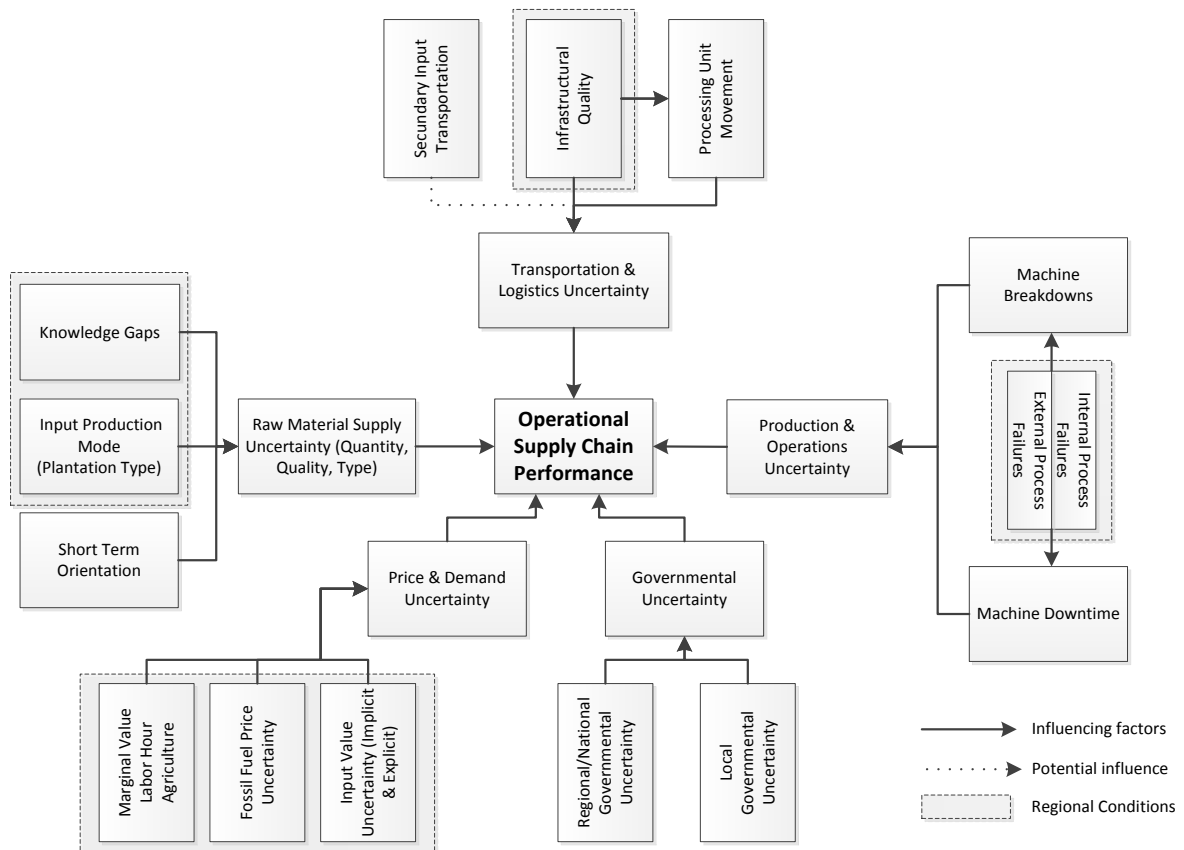 Secundary Input
Transportation
Infrastructural
Quality
Processing Unit
Movement
Transportation &
Logistics Uncertainty
Machine
Breakdowns
Knowledge Gaps
Input Production
Mode
(Plantation Type)
Raw Material Supply
Uncertainty (Quantity,
Quality, Type)
Operational
Supply Chain
Performance
Production &
Operations
Uncertainty
Internal Process
Failures
External Process
Failures
Short Term
Orientation
Price & Demand
Uncertainty
Governmental
Uncertainty
Machine Downtime
Marginal Value
Labor Hour
Agriculture
Fossil Fuel Price
Uncertainty
Input Value
Uncertainty (Implicit
& Explicit)
Regional/National
Governmental
Uncertainty
Local
Governmental
Uncertainty
Influencing factors
Potential influence
Regional Conditions